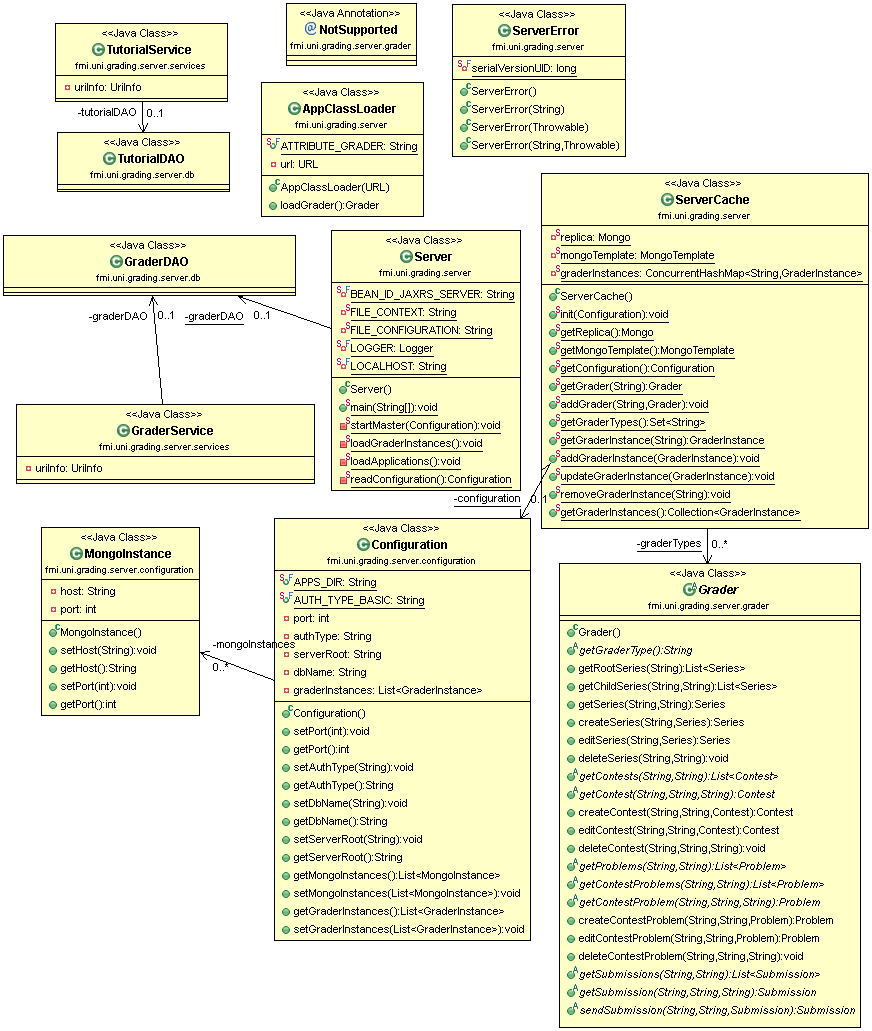 <<Java Class>>
TutorialService
fmi.uni.grading.server.services
uriInfo: UriInfo
-tutorialDAO
0..1
<<Java Class>>
TutorialDAO
fmi.uni.grading.server.db
<<Java Annotation>>
NotSupported
fmi.uni.grading.server.grader
<<Java Class>>
AppClassLoader
fmi.uni.grading.server
ATTRIBUTE_GRADER: String
url: URL
AppClassLoader(URL)
loadGrader():Grader
<<Java Class>>
ServerError
fmi.uni.grading.server
serialVersionUID: long
ServerError()
ServerError(String)
ServerError(Throwable)
ServerError(String,Throwable)
<<Java Class>>
ServerCache
fmi.uni.grading.server
replica: Mongo
mongoTemplate: MongoTemplate
graderInstances: ConcurrentHashMap<String,GraderInstance>
ServerCache()
init(Configuration):void
getReplica():Mongo
getMongoTemplate():MongoTemplate
getConfiguration():Configuration
getGrader(String):Grader
addGrader(String,Grader):void
getGraderTypes():Set<String>
getGraderInstance(String):GraderInstance
addGraderInstance(GraderInstance):void
updateGraderInstance(GraderInstance):void
removeGraderInstance(String):void
getGraderInstances():Collection<GraderInstance>
<<Java Class>>
GraderDAO
fmi.uni.grading.server.db
-graderDAO
0..1
-graderDAO
0..1
<<Java Class>>
Server
fmi.uni.grading.server
BEAN_ID_JAXRS_SERVER: String
FILE_CONTEXT: String
FILE_CONFIGURATION: String
LOGGER: Logger
LOCALHOST: String
Server()
main(String[]):void
startMaster(Configuration):void
loadGraderInstances():void
loadApplications():void
readConfiguration():Configuration
<<Java Class>>
GraderService
fmi.uni.grading.server.services
uriInfo: UriInfo
-configuration
0..1
-graderTypes
0..*
<<Java Class>>
MongoInstance
fmi.uni.grading.server.configuration
host: String
port: int
MongoInstance()
setHost(String):void
getHost():String
setPort(int):void
getPort():int
-mongoInstances
0..*
<<Java Class>>
Configuration
fmi.uni.grading.server.configuration
APPS_DIR: String
AUTH_TYPE_BASIC: String
port: int
authType: String
serverRoot: String
dbName: String
graderInstances: List<GraderInstance>
Configuration()
setPort(int):void
getPort():int
setAuthType(String):void
getAuthType():String
setDbName(String):void
getDbName():String
setServerRoot(String):void
getServerRoot():String
getMongoInstances():List<MongoInstance>
setMongoInstances(List<MongoInstance>):void
getGraderInstances():List<GraderInstance>
setGraderInstances(List<GraderInstance>):void
<<Java Class>>
Grader
fmi.uni.grading.server.grader
Grader()
getGraderType():String
getRootSeries(String):List<Series>
getChildSeries(String,String):List<Series>
getSeries(String,String):Series
createSeries(String,Series):Series
editSeries(String,Series):Series
deleteSeries(String,String):void
getContests(String,String):List<Contest>
getContest(String,String,String):Contest
createContest(String,String,Contest):Contest
editContest(String,String,Contest):Contest
deleteContest(String,String,String):void
getProblems(String,String):List<Problem>
getContestProblems(String,String):List<Problem>
getContestProblem(String,String,String):Problem
createContestProblem(String,String,Problem):Problem
editContestProblem(String,String,Problem):Problem
deleteContestProblem(String,String,String):void
getSubmissions(String,String):List<Submission>
getSubmission(String,String,String):Submission
sendSubmission(String,String,Submission):Submission